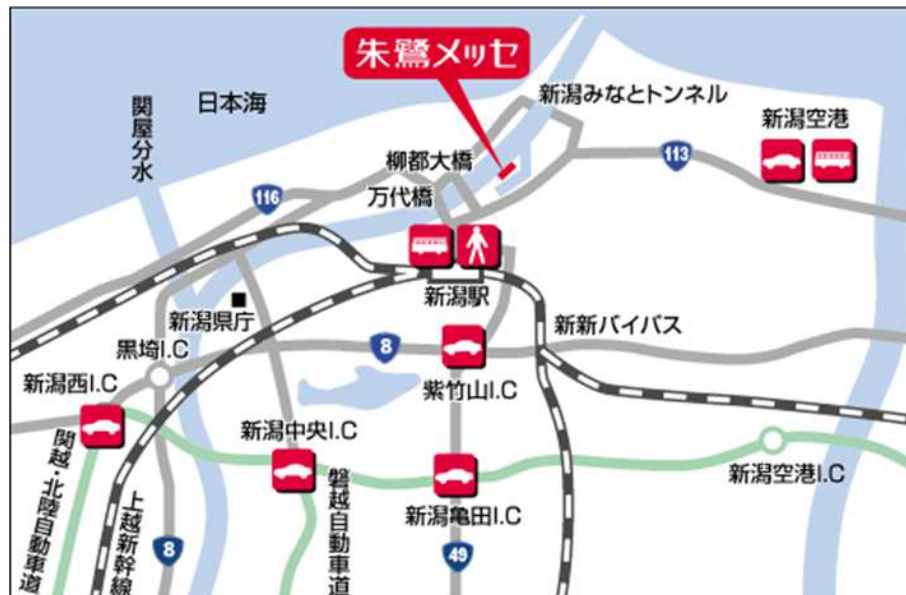 朱鷺メッセ
関屋分水
日本海
新潟みなとトンネル
新潟空港
柳都大橋
113
万代橋
116
新潟駅
新潟県庁
新新バイパス
黒埼I.C
8
新潟西I.C
紫竹山I.C
新潟中央I.C
新潟空港I.C
新潟亀田I.C
関越・北陸自動車道
上越新幹線
8
磐越自動車道
49